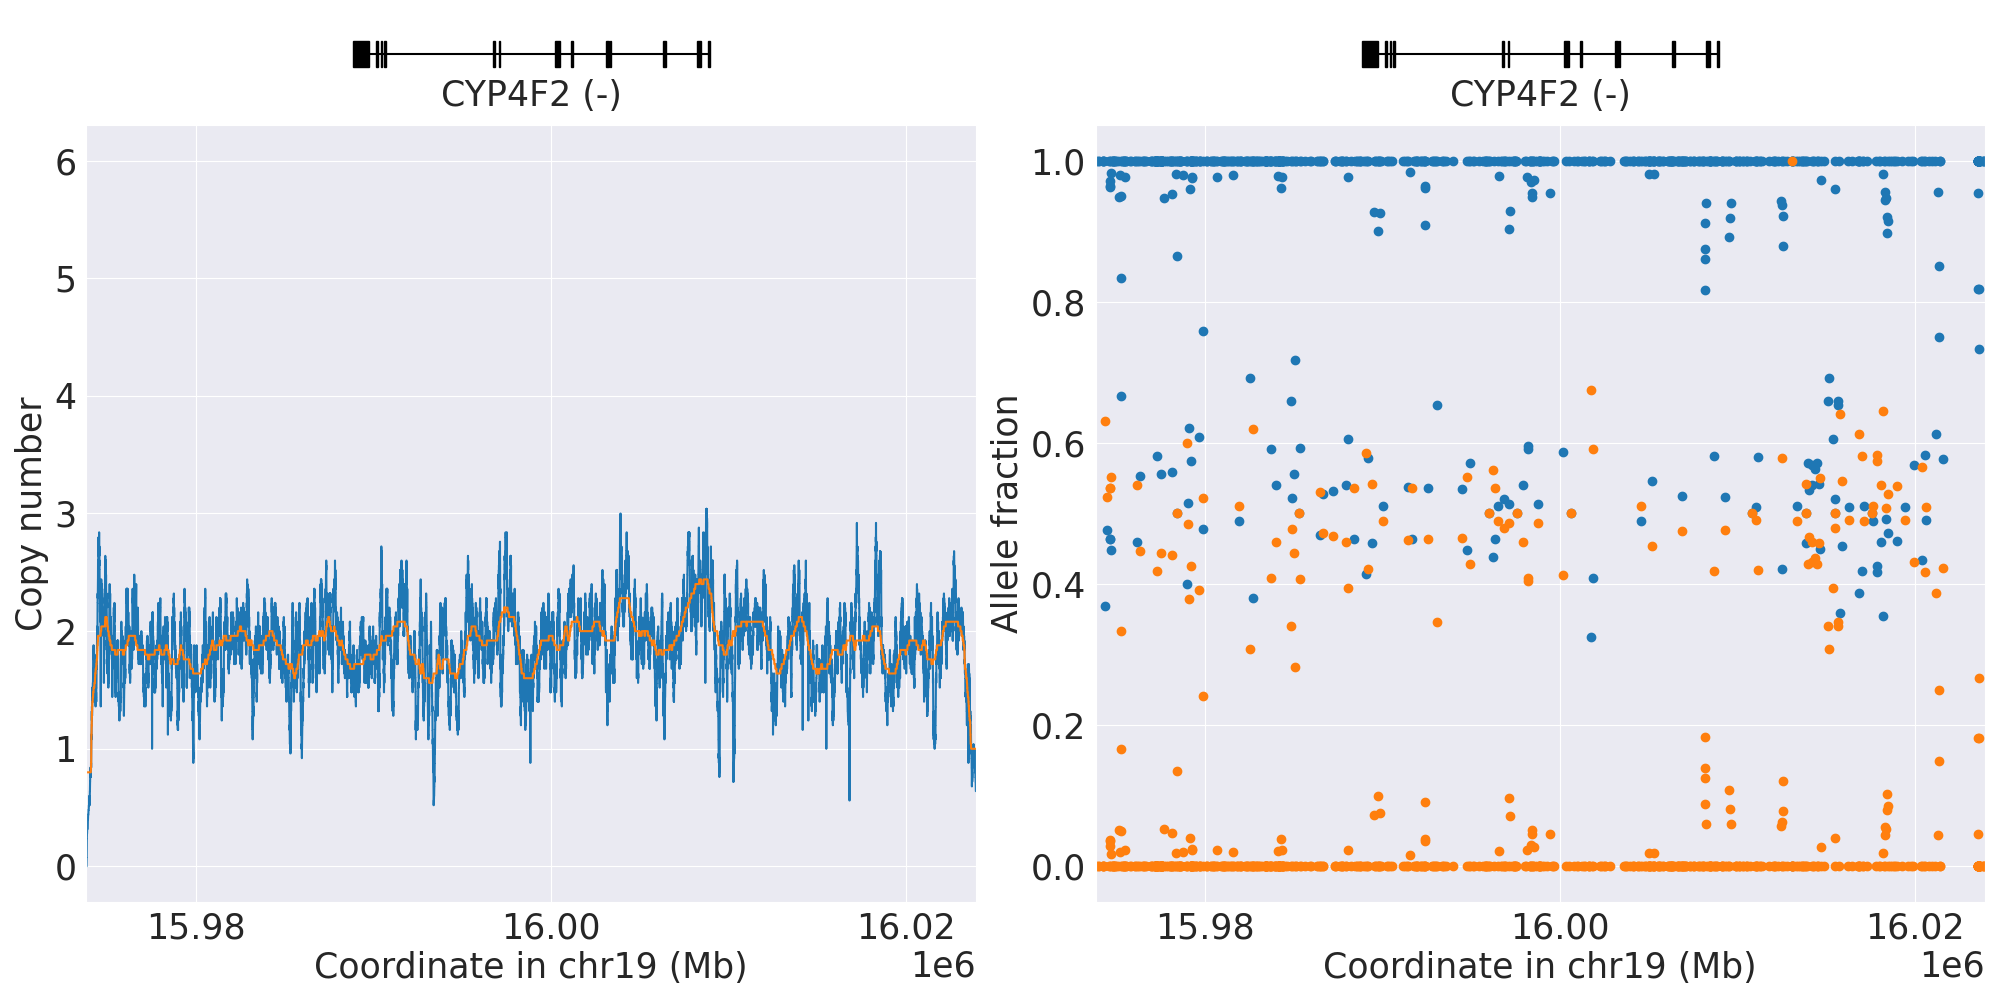 CYP4F2 (-)
6
5
4
3
2
1
0
Copy number
15.98
16.00
16.02
Coordinate in chr19 (Mb)
1e6
CYP4F2 (-)
1.0
0.8
0.6
0.4
0.2
0.0
Allele fraction
15.98
16.00
16.02
Coordinate in chr19 (Mb)
1e6